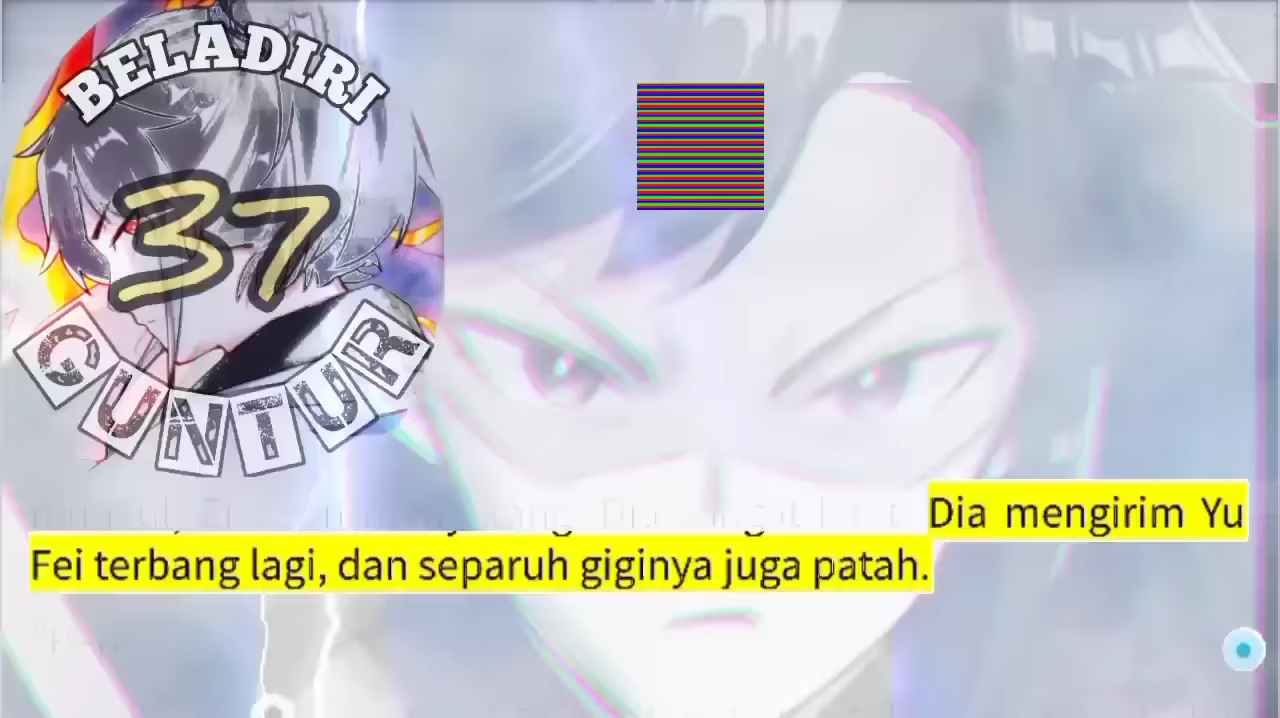 BELADIRI
37
GUNTUR
Dia mengirim Yu
Fei terbang lagi, dan separuh giginya juga patah.